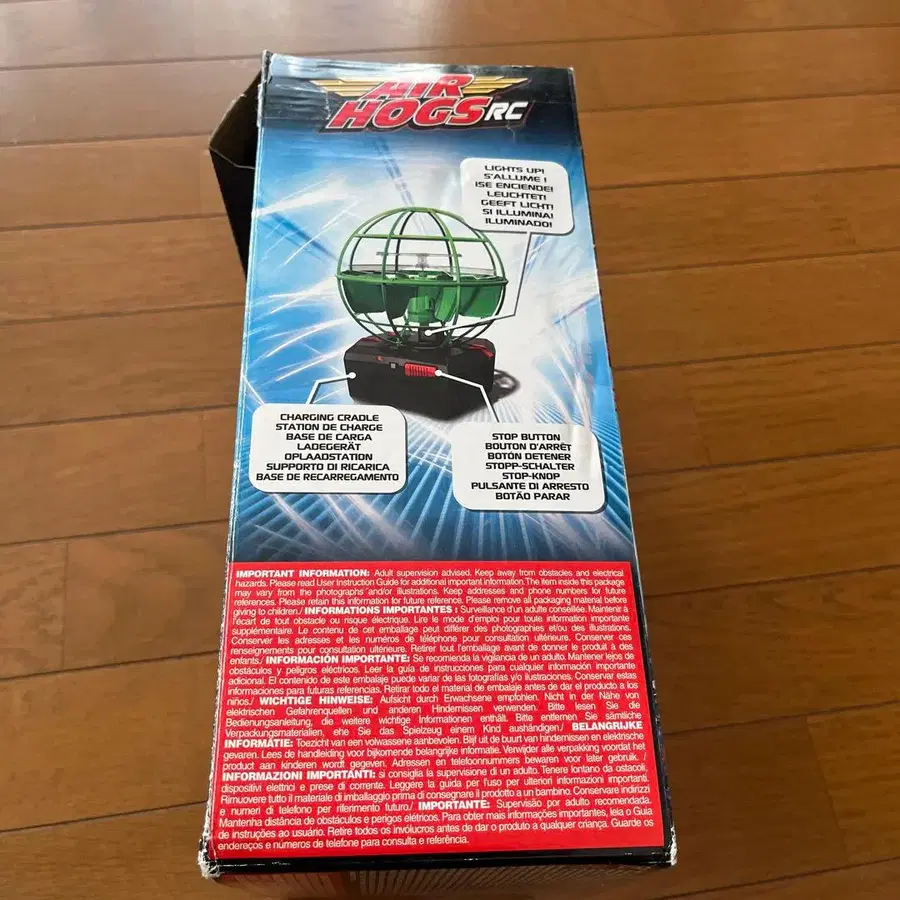 AIR
HOGS RC
LIGHTS UP!
S'ALLUME !
¡SE ENCIENDE!
LEUCHTET!
GEEFT LICHT!
SI ILLUMINA!
ILUMINADO!
CHARGING CRADLE
STATION DE CHARGE
BASE DE CARGA
LADEGERÄT
OPLAADSTATION
SUPPORTO DI RICARICA
BASE DE RECARREGAMENTO
STOP BUTTON
BOUTON D'ARRÊT
BOTÓN DETENER
STOPP-SCHALTER
STOP-KNOP
PULSANTE DI ARRESTO
BOTÃO PARAR
IMPORTANT INFORMATION: Adult supervision advised. Keep away from obstacles and electrical
hazards. Please read User Instruction Guide for additional important information. The item inside this package
may vary from the photographs and/or illustrations. Keep addresses and phone numbers for future
references. Please retain this information for future reference. Please remove all packaging material before
giving to children./ INFORMATIONS IMPORTANTES : Surveillance d'un adulte conseillée. Maintenir à
l'écart de tout obstacle ou risque électrique. Lire le mode d'emploi pour toute information importante
supplémentaire. Le contenu de cet emballage peut différer des photographies et/ou des illustrations.
Conserver les adresses et les numéros de téléphone pour consultation ultérieure. Conserver ces
renseignements pour consultation ultérieure. Retirer tout l'emballage avant de donner le produit à des
enfants./ INFORMACIÓN IMPORTANTE: Se recomienda la vigilancia de un adulto. Mantener lejos de
obstáculos y peligros eléctricos. Leer la guía de instrucciones para cualquier información importante
adicional. El contenido de este embalaje puede variar de las fotografías y/o ilustraciones. Conservar estas
informaciones para futuras referencias. Retirar todo el material de embalaje antes de dar el producto a los
niños./ WICHTIGE HINWEISE: Aufsicht durch Erwachsene empfohlen. Nicht in der Nähe von
elektrischen Gefahrenquellen und anderen Hindernissen verwenden. Bitte lesen Sie die
Bedienungsanleitung, die weitere wichtige Informationen enthält. Bitte entfernen Sie sämtliche
Verpackungsmaterialien, ehe Sie das Spielzeug einem Kind aushändigen./ BELANGRIJKE
INFORMATIE: Toezicht van een volwassene aanbevolen. Blijf uit de buurt van hindernissen en elektrische
gevaren. Lees de handleiding voor bijkomende belangrijke informatie. Verwijder alle verpakking voordat het
product aan kinderen wordt gegeven. Adressen en telefoonnummers bewaren voor later gebruik. /
INFORMAZIONI IMPORTANTI: si consiglia la supervisione di un adulto. Tenere lontano da ostacoli,
dispositivi elettrici e prese di corrente. Leggere la guida per l'uso per ulteriori informazioni importanti.
Rimuovere tutto il materiale di imballaggio prima di consegnare il prodotto a un bambino. Conservare indirizzi
e numeri di telefono per riferimento futuro./ IMPORTANTE: Supervisão por adulto recomendada.
Mantenha distância de obstáculos e perigos elétricos. Para obter mais informações importantes, leia o Guia
de instruções ao usuário. Retire todos os invólucros antes de dar o produto a qualquer criança. Guarde os
endereços e números de telefone para consulta e referência.